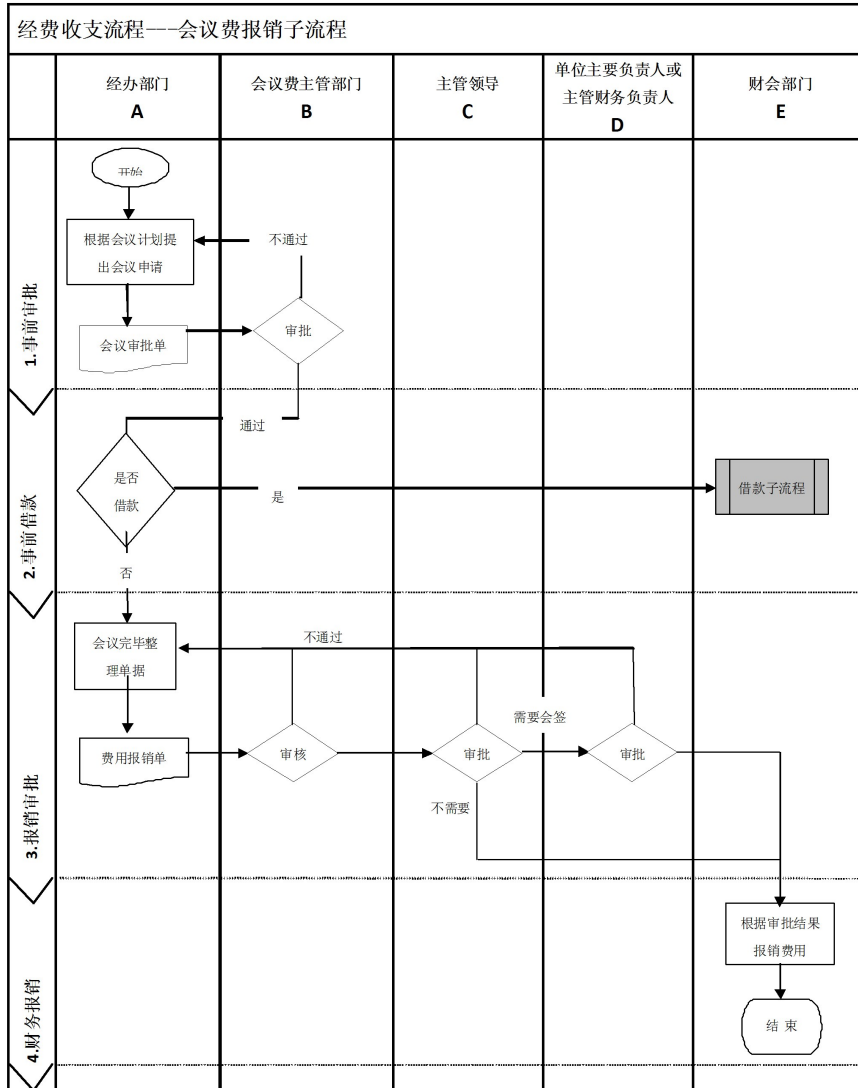 经费收支流程---会议费报销子流程
经办部门
A
会议费主管部门
B
主管领导
C
单位主要负责人或
主管财务负责人
D
财会部门
E
1.事前审批
开始
根据会议计划提
出会议申请
不通过
会议审批单
审批
2.事前借款
通过
是否
借款
是
借款子流程
否
3.报销审批
会议完毕整
理单据
不通过
需要会签
费用报销单
审核
审批
审批
不需要
4.财务报销
根据审批结果
报销费用
结 束